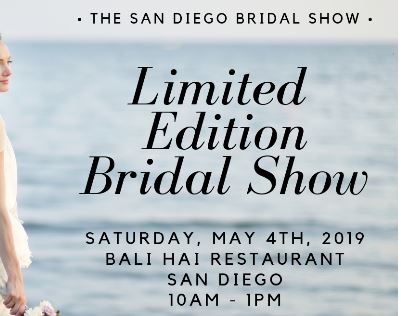 • THE SAN DIEGO BRIDAL SHOW •
Limited
Edition
Bridal Show
SATURDAY, MAY 4TH, 2019
BALI HAI RESTAURANT
SAN DIEGO
10AM - 1PM